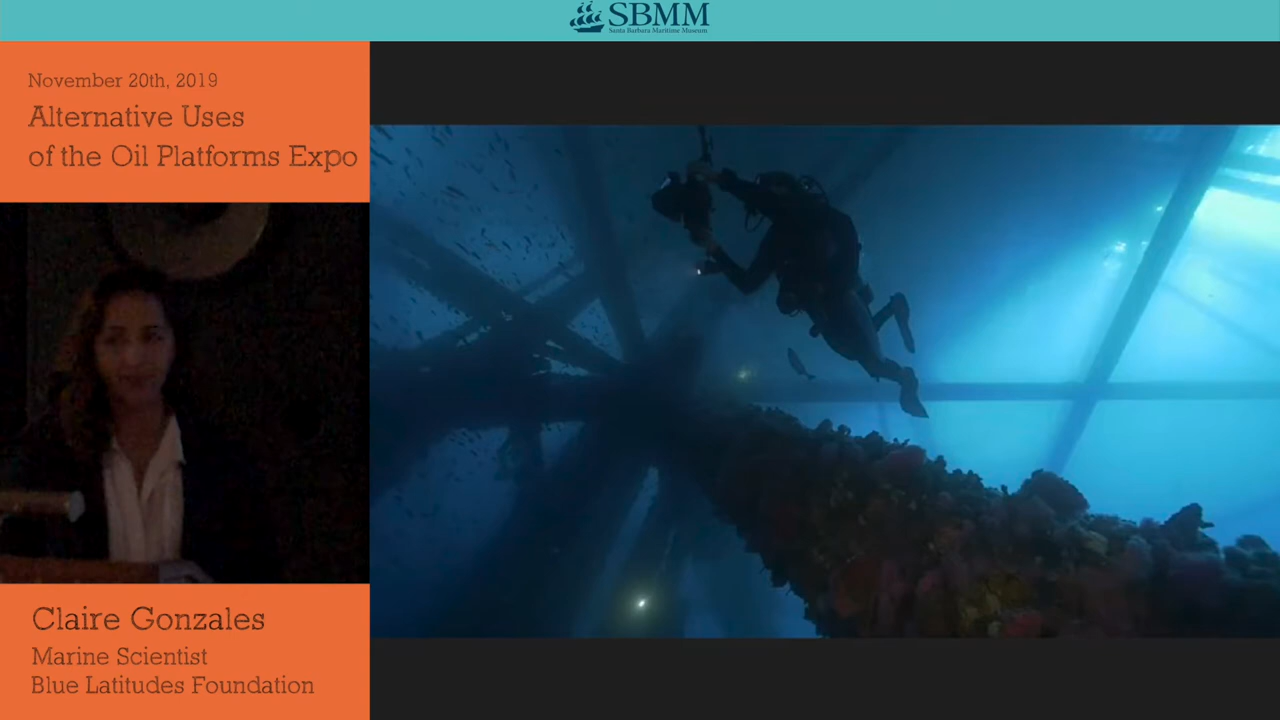 SBMM
Santa Barbara Maritime Museum
November 20th, 2019
Alternative Uses
of the Oil Platforms Expo
Claire Gonzales
Marine Scientist
Blue Latitudes Foundation